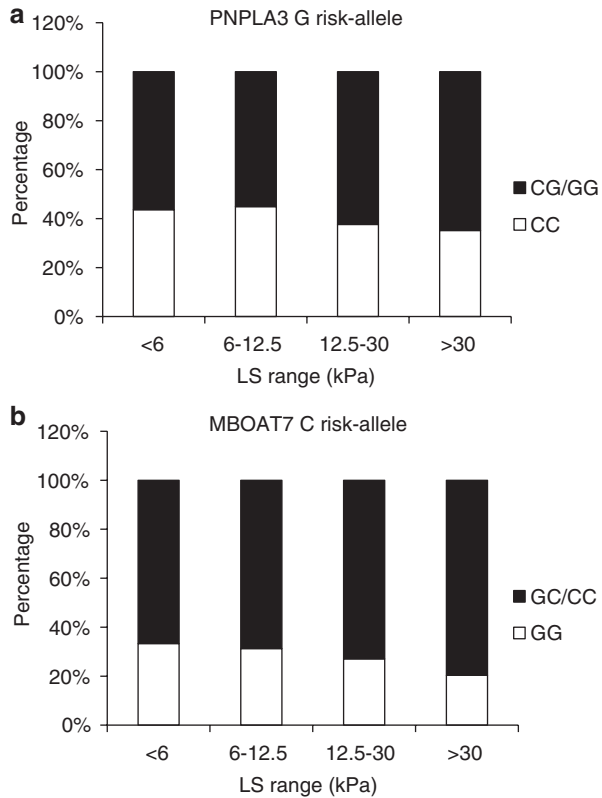 a
PNPLA3 G risk-allele
120%
100%
80%
60%
40%
20%
0%
Percentage
<6 6-12.5 12.5-30 >30
LS range (kPa)
CG/GG
CC
b
MBOAT7 C risk-allele
120%
100%
80%
60%
40%
20%
0%
Percentage
<6 6-12.5 12.5-30 >30
LS range (kPa)
GC/CC
GG